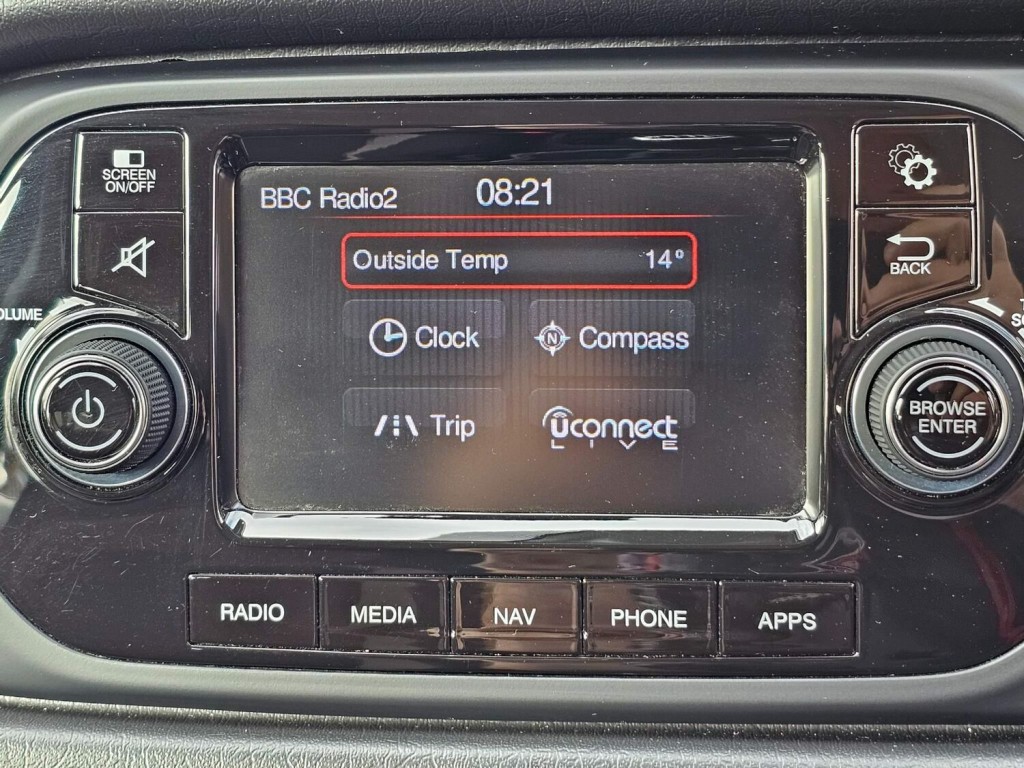 SCREEN
ON/OFF
BBC Radio2
08:21
BACK
Outside Temp 14°
Clock
N Compass
Trip
Uconnect
LIVE
BROWSE
ENTER
RADIO
MEDIA
NAV
PHONE
APPS